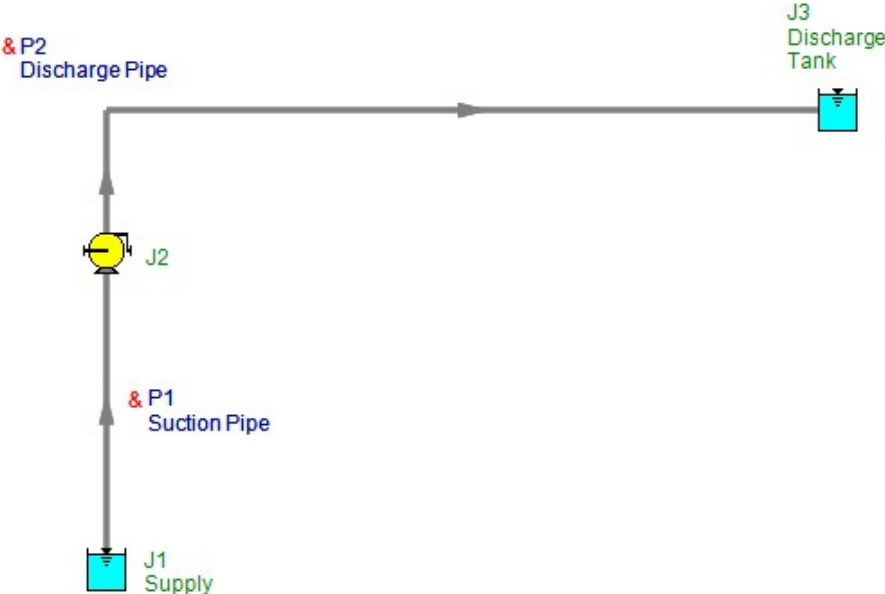 J3
Discharge
Tank
& P2
Discharge Pipe
J2
& P1
Suction Pipe
J1
Supply